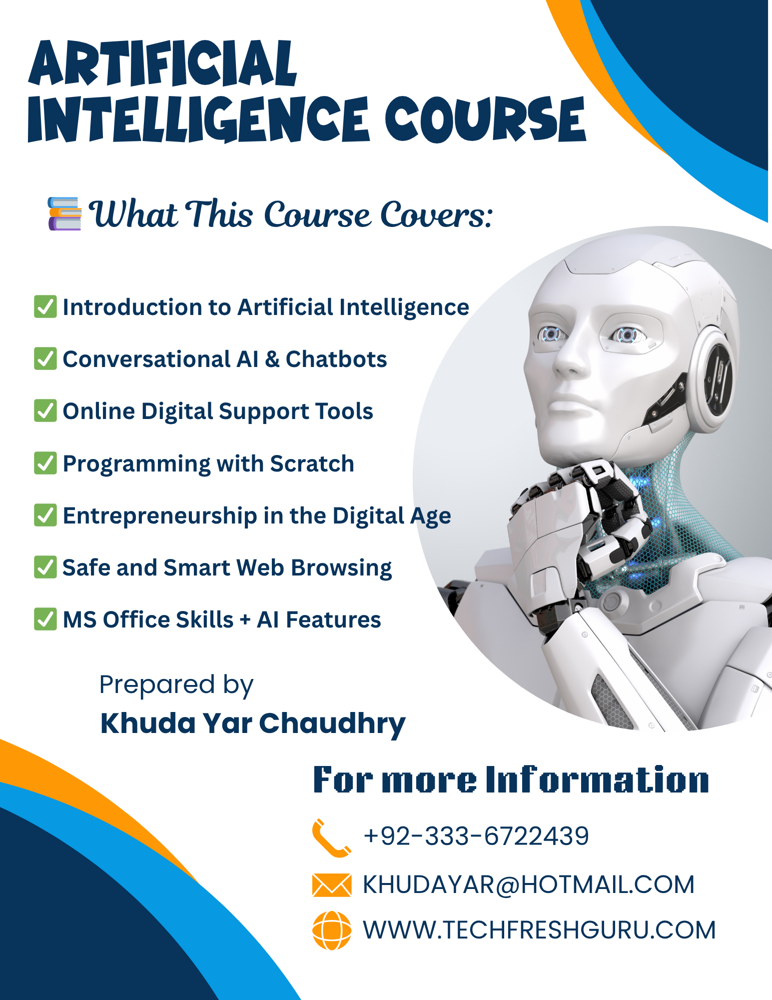 ARTIFICIAL
INTELLIGENCE COURSE
What This Course Covers:
Introduction to Artificial Intelligence
Conversational AI & Chatbots
Online Digital Support Tools
Programming with Scratch
Entrepreneurship in the Digital Age
Safe and Smart Web Browsing
MS Office Skills + AI Features
Prepared by
Khuda Yar Chaudhry
For more Information
+92-333-6722439
KHUDAYAR@HOTMAIL.COM
WWW.TECHFRESHGURU.COM